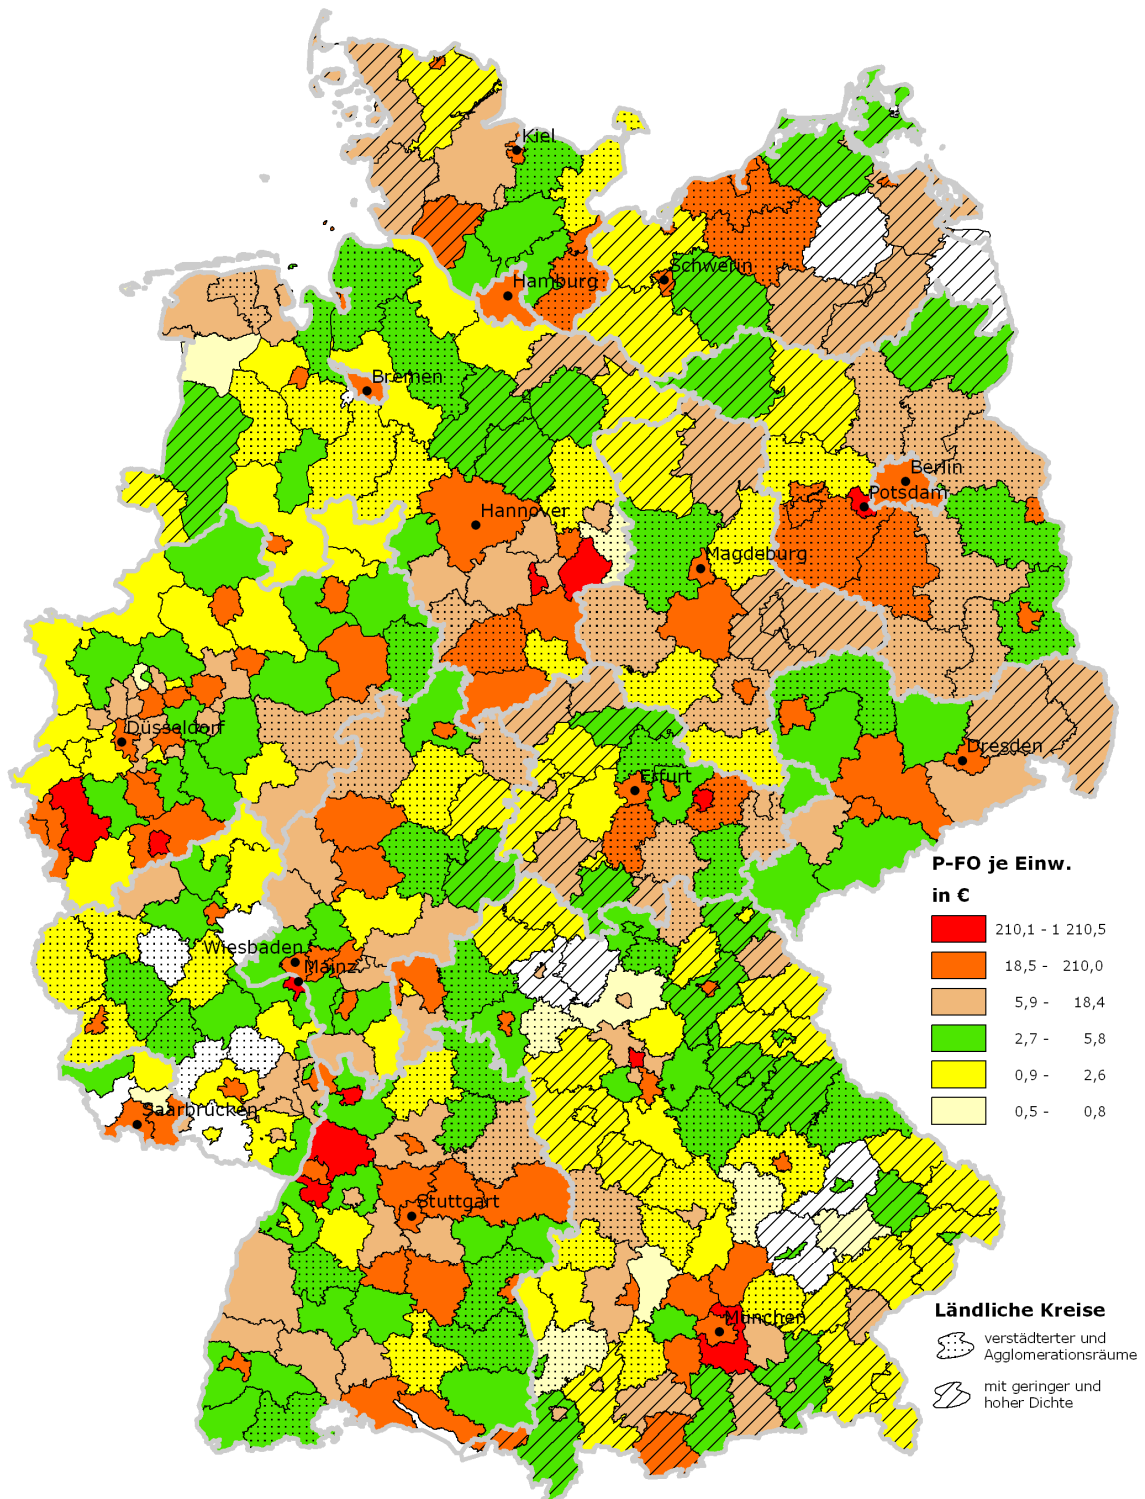 Kiel
Schwerin
Hamburg
Bremen
Berlin
Potsdam
Hannover
Magdeburg
Düsseldorf
Dresden
Erfurt
P-FO je Einw.
in €
210,1 - 1 210,5
18,5 - 210,0
5,9 - 18,4
2,7 - 5,8
0,9 - 2,6
0,5 - 0,8
Wiesbaden
Mainz
Saarbrücken
Stuttgart
München
Ländliche Kreise
verstädterter und
Agglomerationsräume
mit geringer und
hoher Dichte